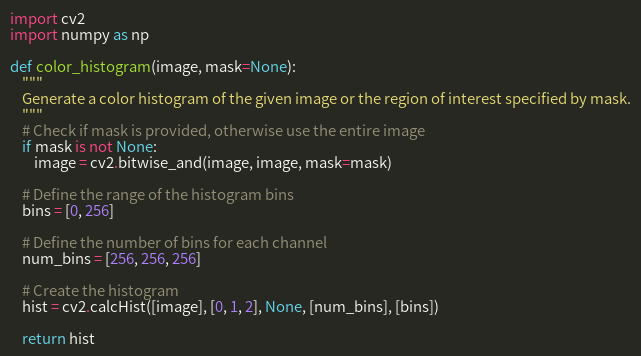 import cv2
import numpy as np

def color_histogram(image, mask=None):
    """
    Generate a color histogram of the given image or the region of interest specified by mask.
    """
    # Check if mask is provided, otherwise use the entire image
    if mask is not None:
        image = cv2.bitwise_and(image, image, mask=mask)

    # Define the range of the histogram bins
    bins = [0, 256]

    # Define the number of bins for each channel
    num_bins = [256, 256, 256]

    # Create the histogram
    hist = cv2.calcHist([image], [0, 1, 2], None, [num_bins], [bins])

    return hist